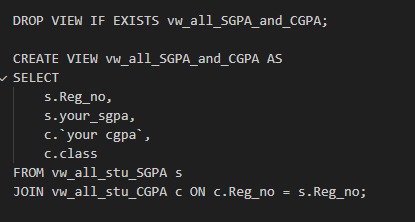 DROP VIEW IF EXISTS vw_all_SGPA_and_CGPA;
CREATE VIEW vw_all_SGPA_and_CGPA AS
SELECT
    s.Reg_no,
    s.your_sgpa,
    c.`your cgpa`,
    c.class
FROM vw_all_stu_SGPA s
JOIN vw_all_stu_CGPA c ON c.Reg_no = s.Reg_no;